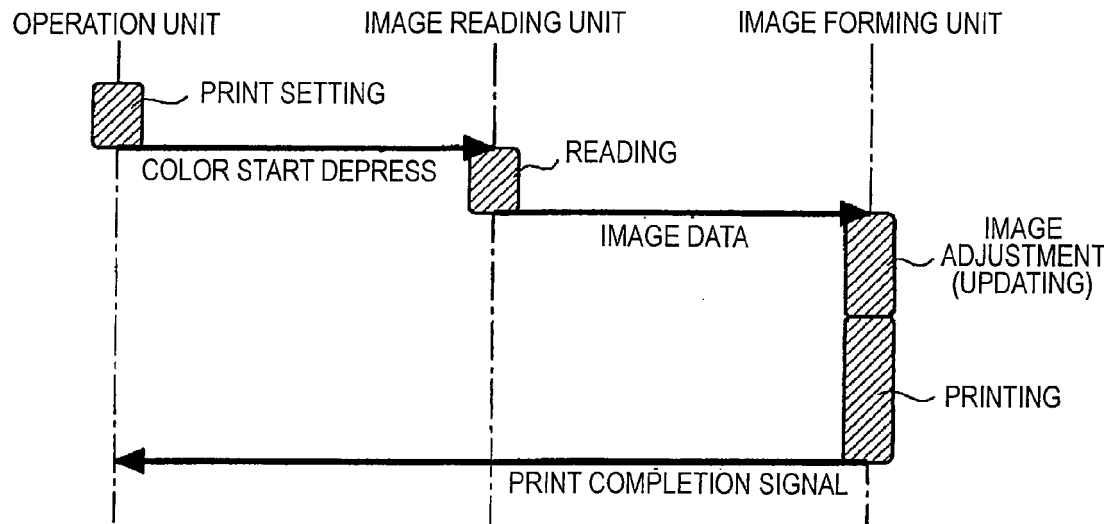 OPERATION UNIT
IMAGE READING UNIT
IMAGE FORMING UNIT
PRINT SETTING
COLOR START DEPRESS
READING
IMAGE DATA
IMAGE
ADJUSTMENT
(UPDATING)
PRINTING
PRINT COMPLETION SIGNAL